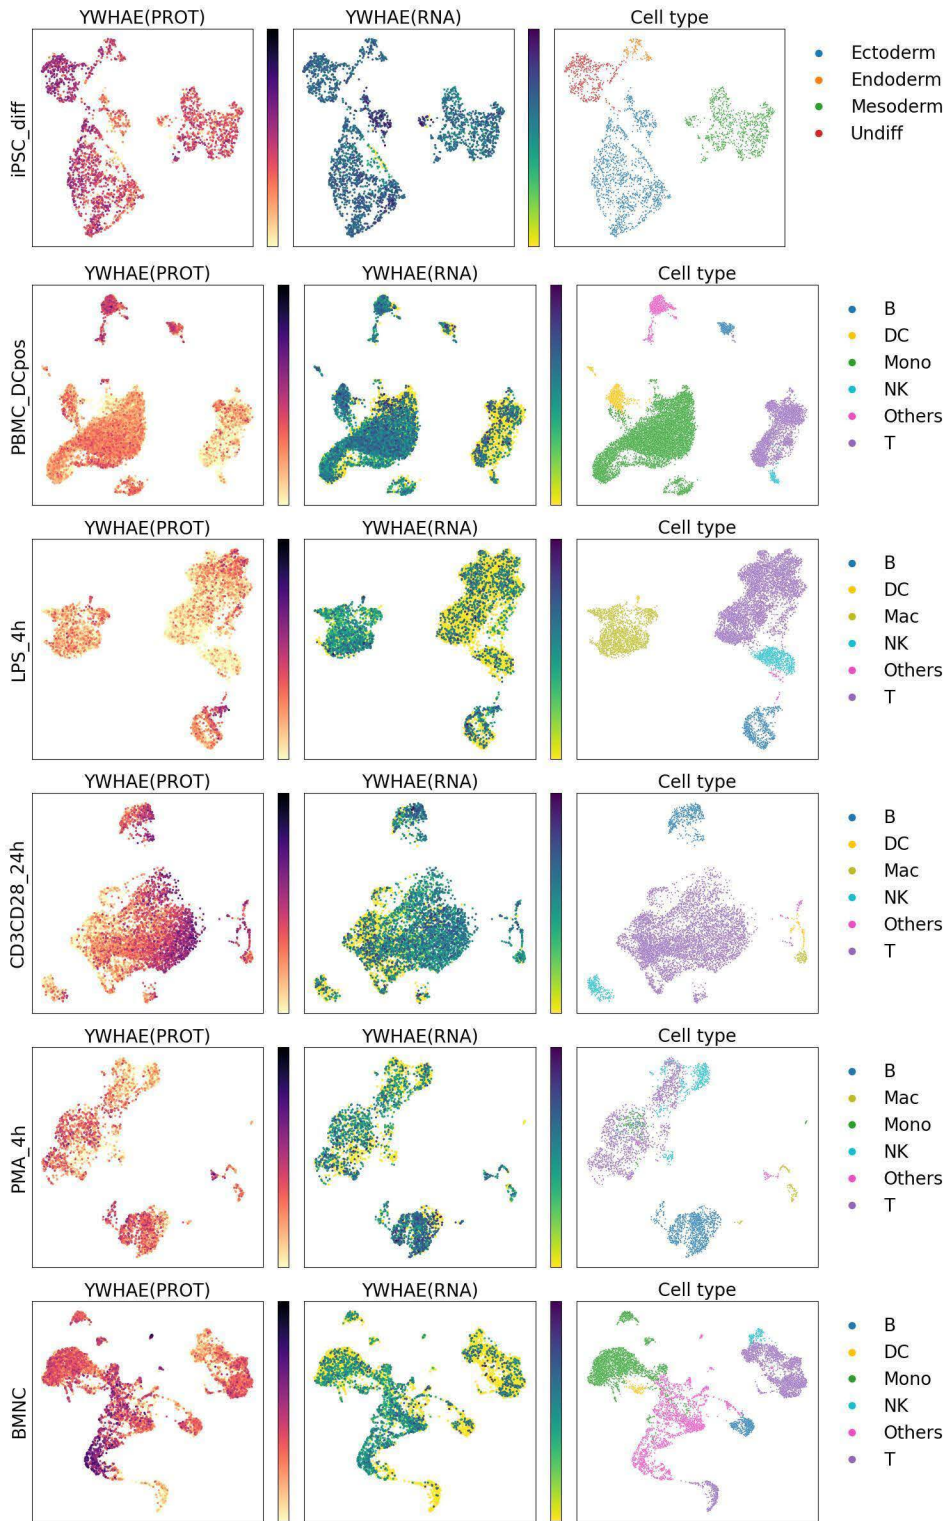 YWHAE(PROT) YWHAE(RNA) Cell type
iPSC_diff
Ectoderm
Endoderm
Mesoderm
Undiff
YWHAE(PROT) YWHAE(RNA) Cell type
PBMC_DCpos
B
DC
Mono
NK
Others
T
YWHAE(PROT) YWHAE(RNA) Cell type
LPS_4h
B
DC
Mac
NK
Others
T
YWHAE(PROT) YWHAE(RNA) Cell type
CD3CD28_24h
B
DC
Mac
NK
Others
T
YWHAE(PROT) YWHAE(RNA) Cell type
PMA_4h
B
Mac
Mono
NK
Others
T
YWHAE(PROT) YWHAE(RNA) Cell type
BMNC
B
DC
Mono
NK
Others
T